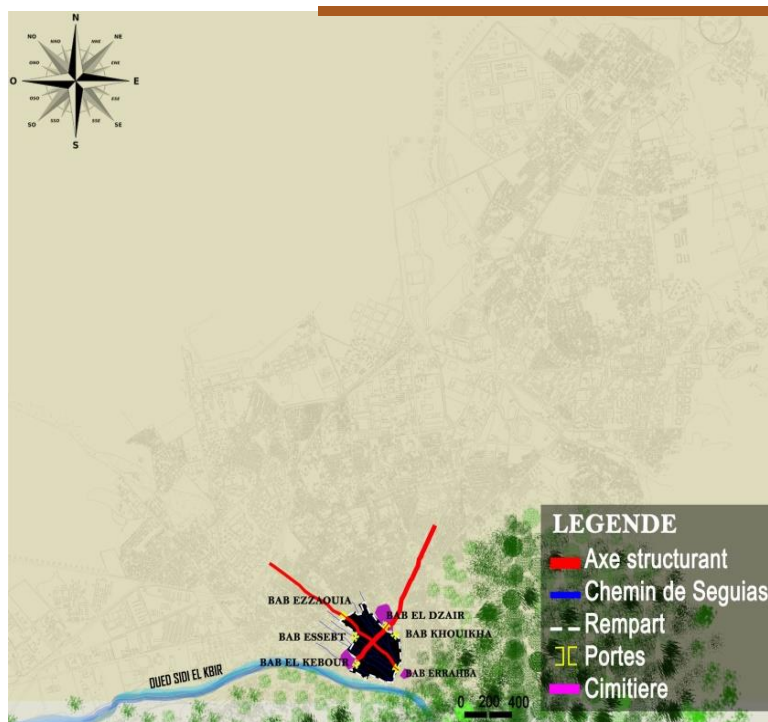 N
NNO
NNE
NO
NE
ONO
ENE
O
E
OSO
ESE
SO
SE
SSO
S
LEGENDE
Axe structurant
Chemin de Seguias
Rempart
Portes
Cimitiere
BAB EZZAOUIA
BAB EL DZAIR
BAB ESSEBT
BAB KHOUIKHA
BAB EL KEBOUR
BAB ERRAHBA
OUED SIDI EL KBIR
0 200 400